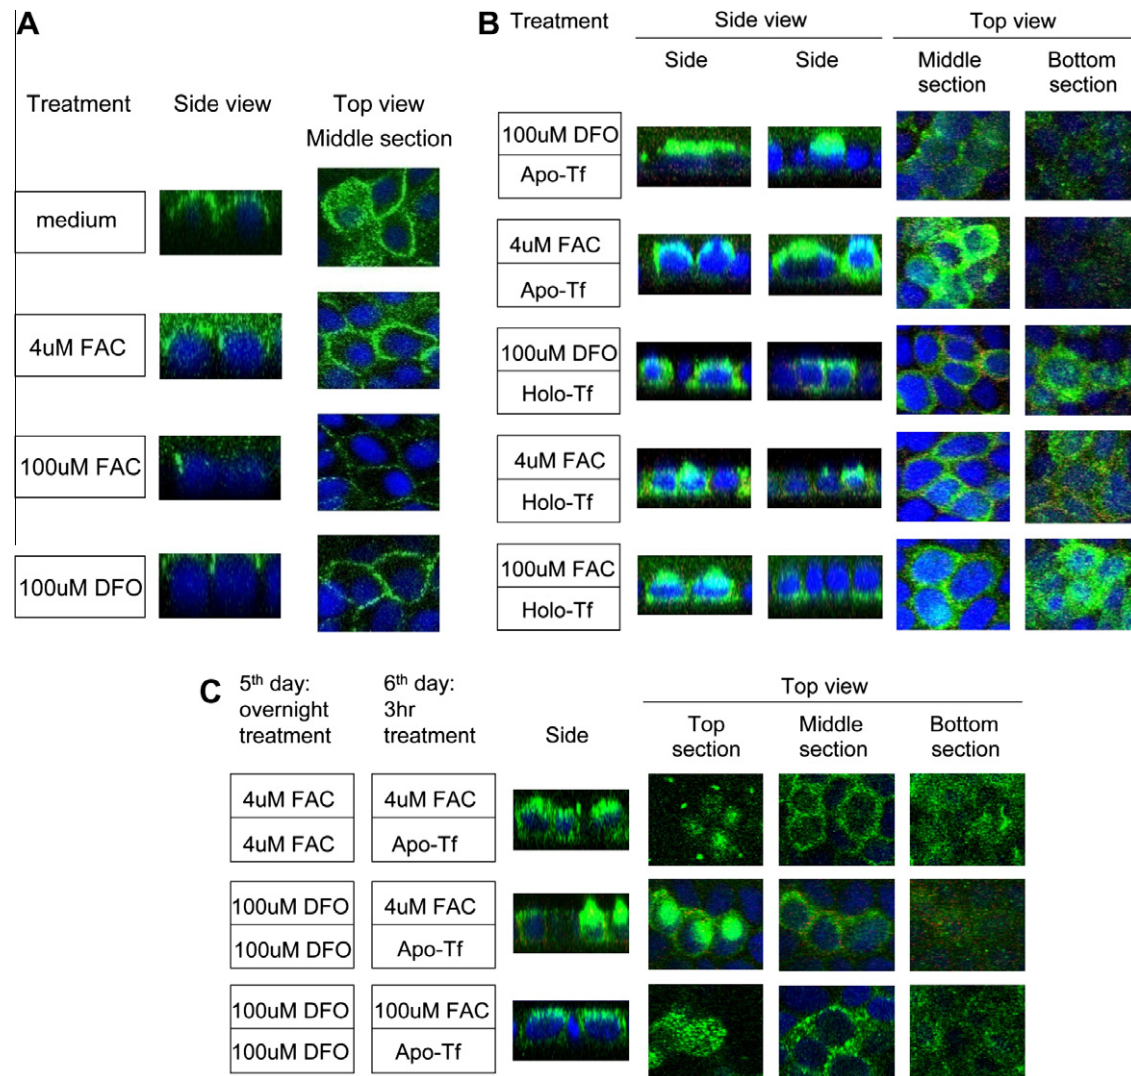 A
Treatment
Side view
Top view
Middle section
medium
4uM FAC
100uM FAC
100uM DFO
B
Treatment
Side view
Top view
Side
Side
Middle
section
Bottom
section
100uM DFO
Apo-Tf
4uM FAC
Apo-Tf
100uM DFO
Holo-Tf
4uM FAC
Holo-Tf
100uM FAC
Holo-Tf
C
5th day:
overnight
treatment
6th day:
3hr
treatment
Side
Top view
Top
section
Middle
section
Bottom
section
4uM FAC
4uM FAC
4uM FAC
Apo-Tf
100uM DFO
100uM DFO
4uM FAC
Apo-Tf
100uM DFO
100uM DFO
100uM FAC
Apo-Tf